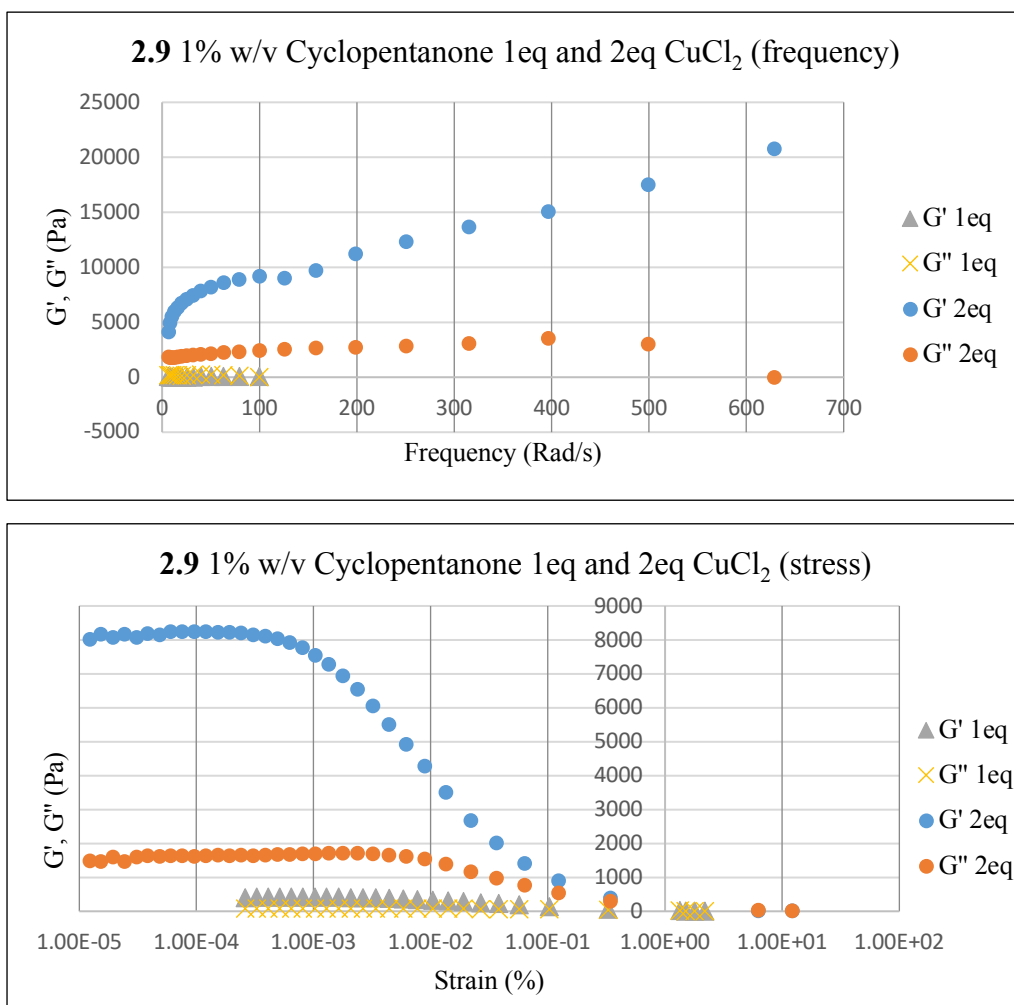 2.9 1% w/v Cyclopentanone 1eq and 2eq CuCl₂ (frequency)
25000
20000
15000
10000
5000
0
-5000
G', G'' (Pa)
0 100 200 300 400 500 600 700
Frequency (Rad/s)
G' 1eq
G'' 1eq
G' 2eq
G'' 2eq
2.9 1% w/v Cyclopentanone 1eq and 2eq CuCl₂ (stress)
9000
8000
7000
6000
5000
4000
3000
2000
1000
0
G', G'' (Pa)
1.00E-05 1.00E-04 1.00E-03 1.00E-02 1.00E-01 1.00E+00 1.00E+01 1.00E+02
Strain (%)
G' 1eq
G'' 1eq
G' 2eq
G'' 2eq